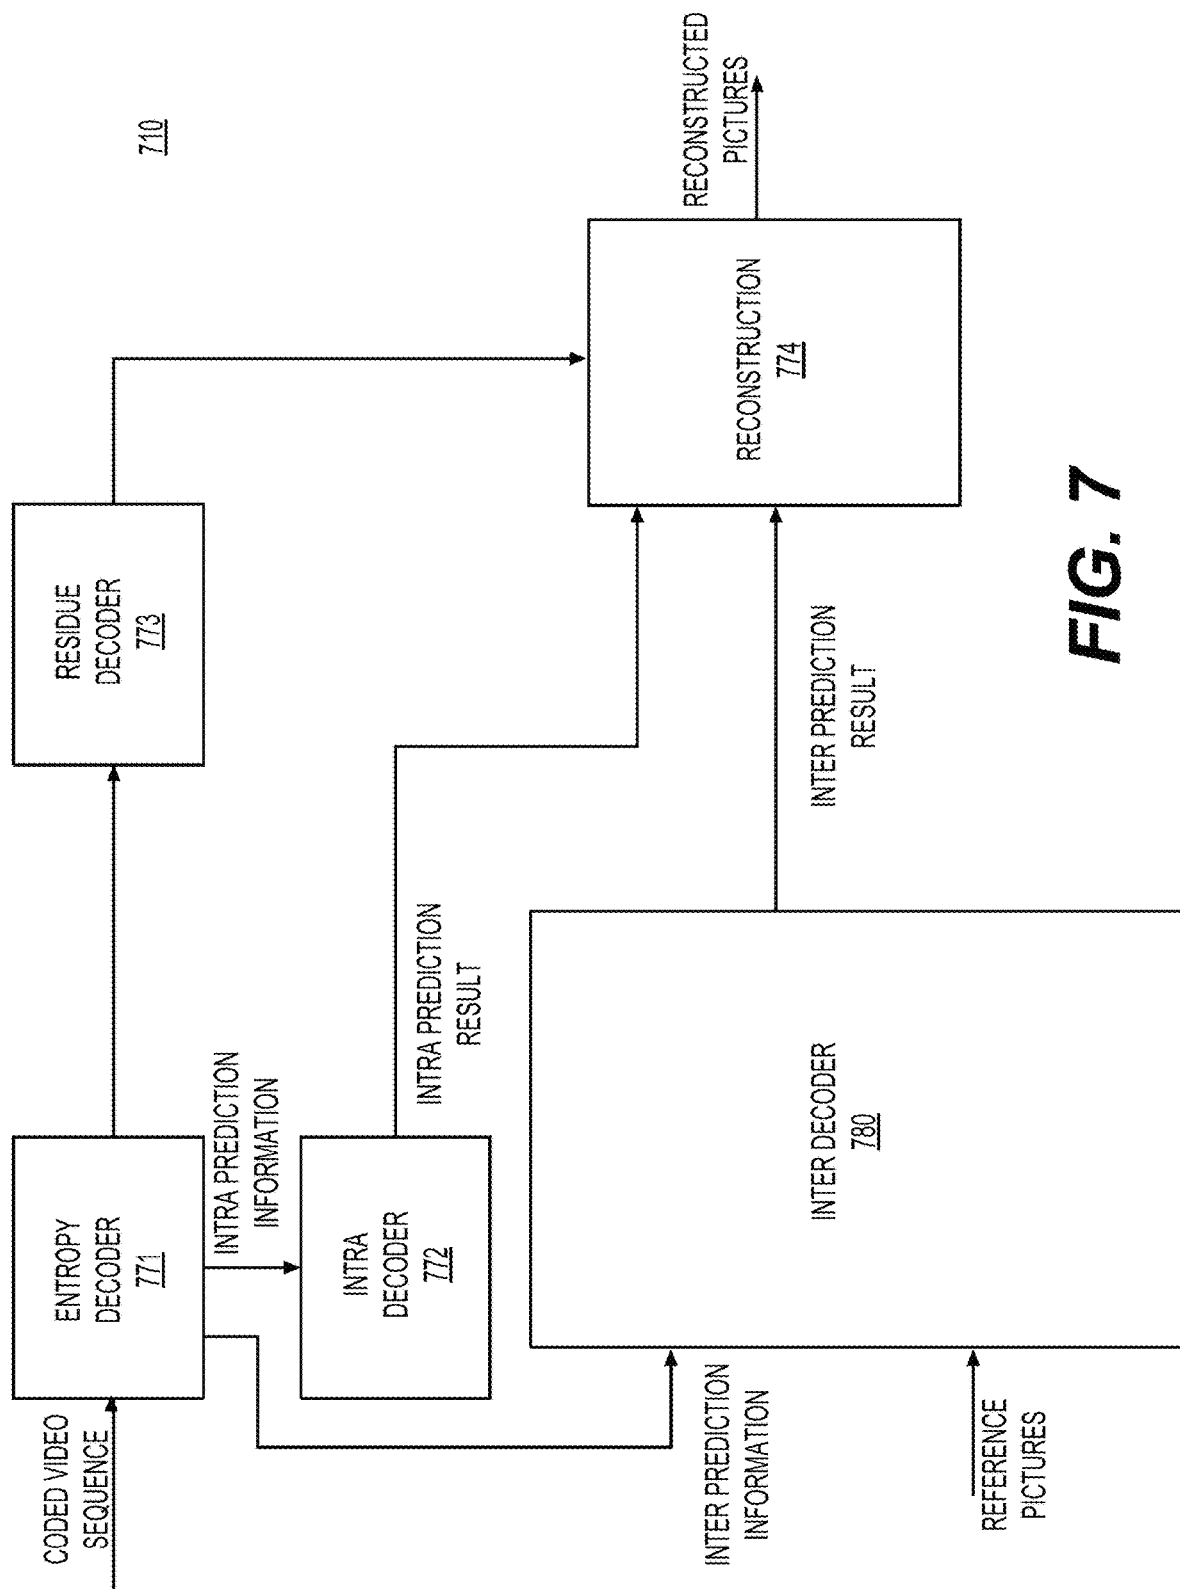 710
CODED VIDEO
SEQUENCE
ENTROPY
DECODER
771
RESIDUE
DECODER
773
INTRA PREDICTION
INFORMATION
INTRA
DECODER
772
INTRA PREDICTION
RESULT
INTER PREDICTION
INFORMATION
REFERENCE
PICTURES
INTER DECODER
780
INTER PREDICTION
RESULT
RECONSTRUCTION
774
RECONSTRUCTED
PICTURES
FIG. 7